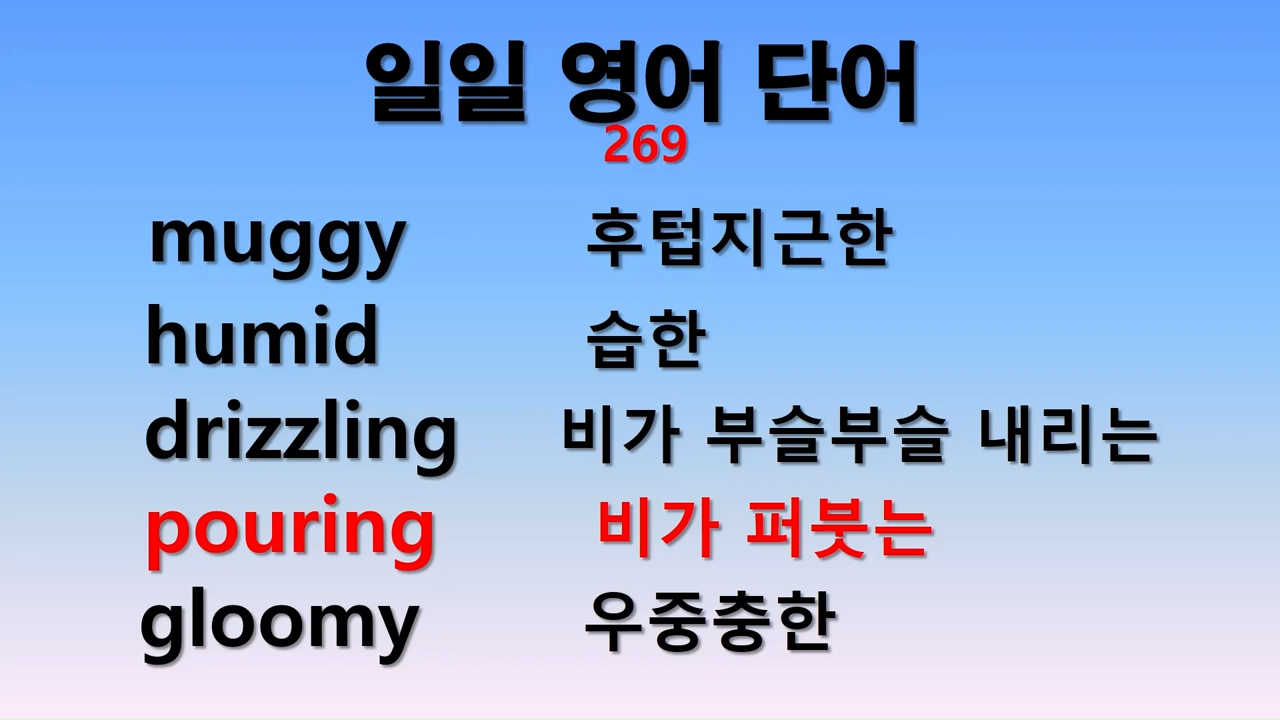 일일 영어 단어
269
muggy 후텁지근한
humid 습한
drizzling 비가 부슬부슬 내리는
pouring 비가 퍼붓는
gloomy 우중충한